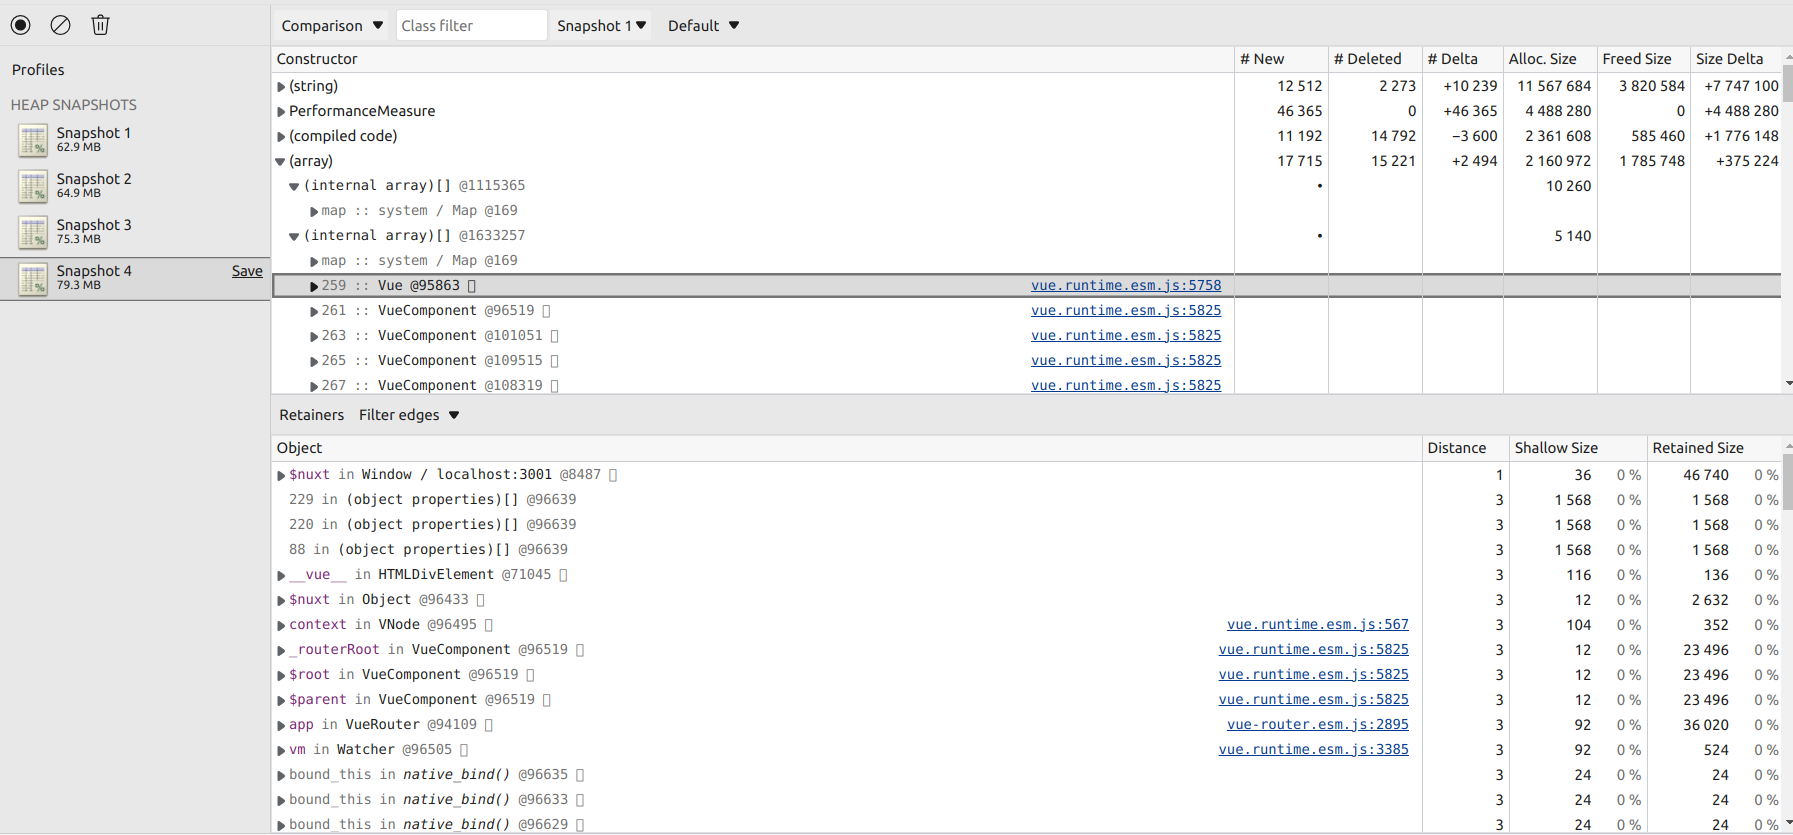 Comparison ▼ Class filter Snapshot 1▼ Default ▼
Profiles
HEAP SNAPSHOTS
Snapshot 1
62.9 MB
Snapshot 2
64.9 MB
Snapshot 3
75.3 MB
Snapshot 4 Save
79.3 MB
Constructor # New # Deleted # Delta Alloc. Size Freed Size Size Delta
▶(string) 12 512 2 273 +10 239 11 567 684 3 820 584 +7 747 100
▶PerformanceMeasure 46 365 0 +46 365 4 488 280 0 +4 488 280
▶(compiled code) 11 192 14 792 −3 600 2 361 608 585 460 +1 776 148
▼(array) 17 715 15 221 +2 494 2 160 972 1 785 748 +375 224
▼(internal array)[] @1115365 • 10 260
▶map :: system / Map @169
▼(internal array)[] @1633257 • 5 140
▶map :: system / Map @169
▶259 :: Vue @95863 vue.runtime.esm.js:5758
▶261 :: VueComponent @96519 vue.runtime.esm.js:5825
▶263 :: VueComponent @101051 vue.runtime.esm.js:5825
▶265 :: VueComponent @109515 vue.runtime.esm.js:5825
▶267 :: VueComponent @108319 vue.runtime.esm.js:5825
Retainers Filter edges ▼
Object Distance Shallow Size Retained Size
▶$nuxt in Window / localhost:3001 @8487 1 36 0 % 46 740 0 %
229 in (object properties)[] @96639 3 1 568 0 % 1 568 0 %
220 in (object properties)[] @96639 3 1 568 0 % 1 568 0 %
88 in (object properties)[] @96639 3 1 568 0 % 1 568 0 %
▶__vue__ in HTMLDivElement @71045 3 116 0 % 136 0 %
▶$nuxt in Object @96433 3 12 0 % 2 632 0 %
▶context in VNode @96495 vue.runtime.esm.js:567 3 104 0 % 352 0 %
▶_routerRoot in VueComponent @96519 vue.runtime.esm.js:5825 3 12 0 % 23 496 0 %
▶$root in VueComponent @96519 vue.runtime.esm.js:5825 3 12 0 % 23 496 0 %
▶$parent in VueComponent @96519 vue.runtime.esm.js:5825 3 12 0 % 23 496 0 %
▶app in VueRouter @94109 vue-router.esm.js:2895 3 92 0 % 36 020 0 %
▶vm in Watcher @96505 vue.runtime.esm.js:3385 3 92 0 % 524 0 %
▶bound_this in native_bind() @96635 3 24 0 % 24 0 %
▶bound_this in native_bind() @96633 3 24 0 % 24 0 %
▶bound_this in native_bind() @96629 3 24 0 % 24 0 %